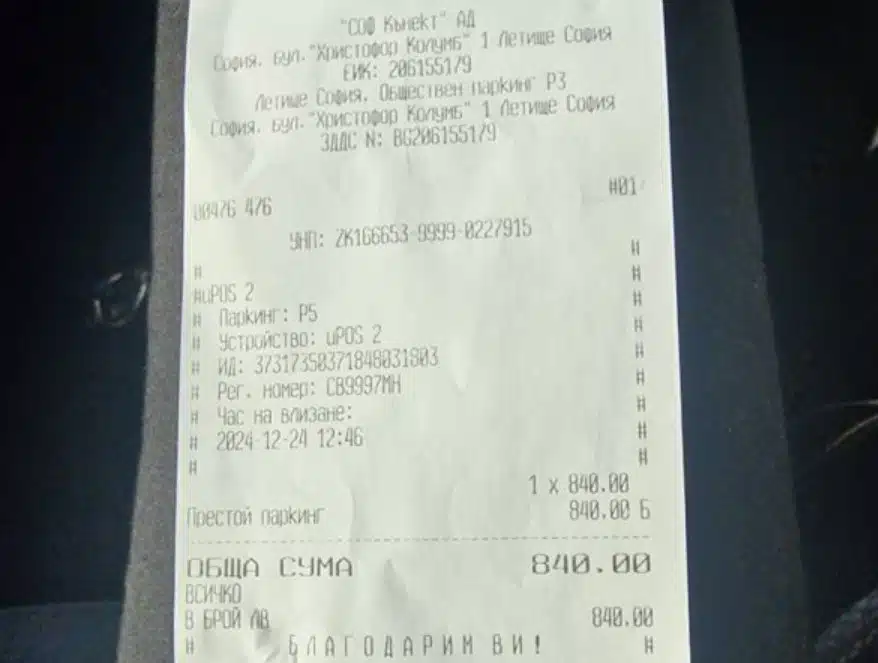 "СОФ Кънект" АД
София, бул."Христофор Колумб" 1 Летище София
ЕИК: 206155179
Летище София, Обществен паркинг P3
София, бул."Христофор Колумб" 1 Летище София
ЗДДС N: BG206155179
#01
00476 476
УНП: ZK166653-9999-0227915
# #
#uPOS 2 #
# Паркинг: P5 #
# Устройство: uPOS 2 #
# ИД: 37317350371848031803 #
# Рег. номер: CB9997MH #
# Час на влизане: #
# 2024-12-24 12:46 #
# #
1 x 840.00
Престой паркинг 840.00 Б
ОБЩА СУМА 840.00
ВСИЧКО
В БРОЙ ЛВ 840.00
# БЛАГОДАРИМ ВИ! #